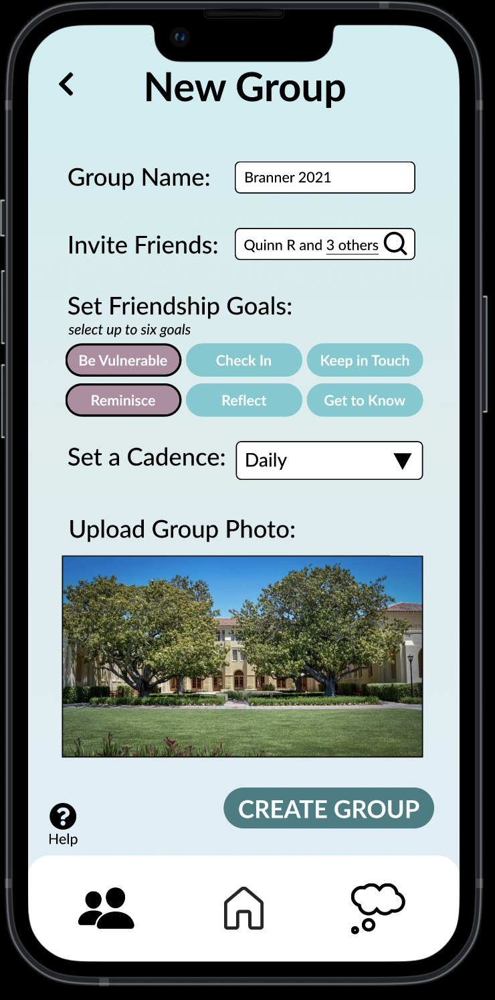 New Group
Group Name: Branner 2021
Invite Friends: Quinn R and 3 others
Set Friendship Goals:
select up to six goals
Be Vulnerable Check In Keep in Touch
Reminisce Reflect Get to Know
Set a Cadence: Daily
Upload Group Photo:
CREATE GROUP
?
Help